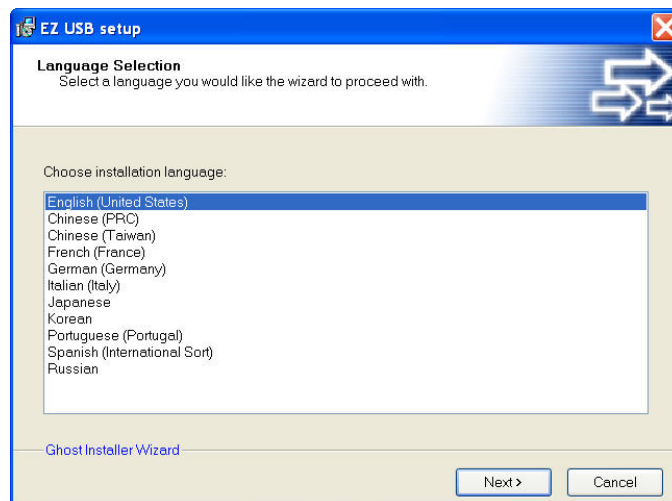 EZ USB setup
Language Selection
Select a language you would like the wizard to proceed with.
Choose installation language:
English (United States)
Chinese (PRC)
Chinese (Taiwan)
French (France)
German (Germany)
Italian (Italy)
Japanese
Korean
Portuguese (Portugal)
Spanish (International Sort)
Russian
Ghost Installer Wizard
Next > Cancel